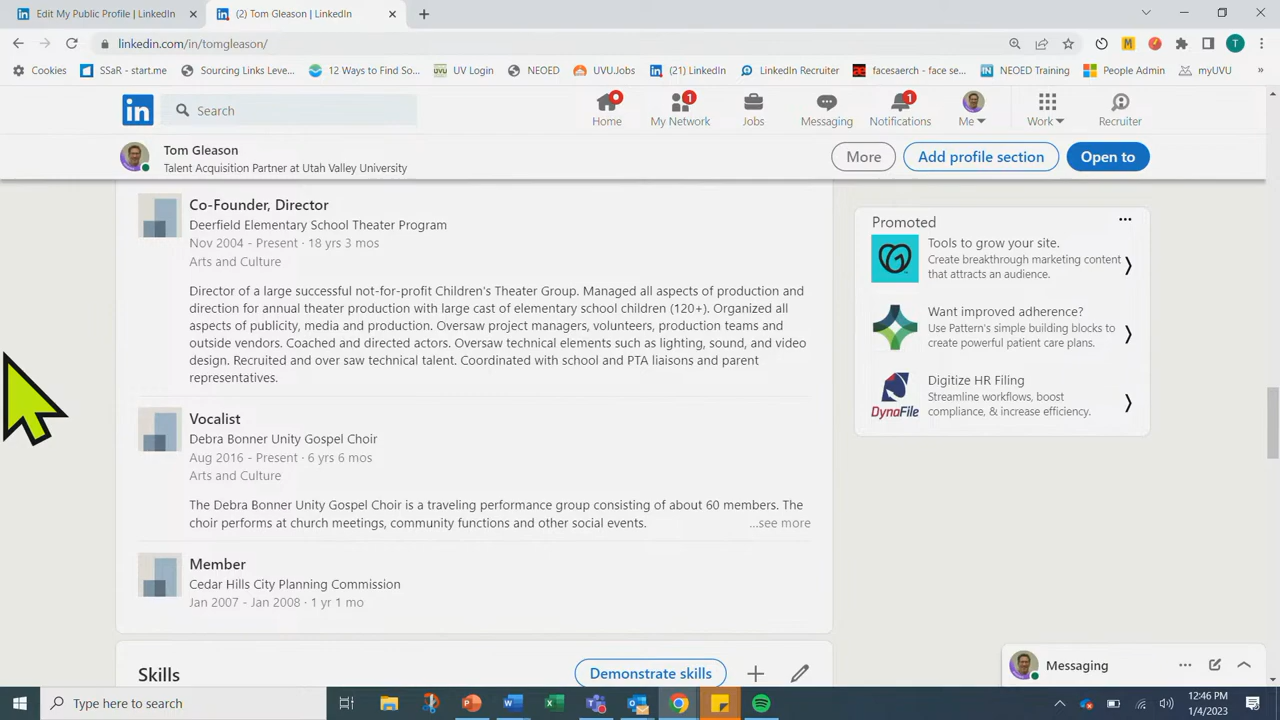 Edit My Public Profile | LinkedIn
(2) Tom Gleason | LinkedIn
linkedin.com/in/tomgleason/
T
Cookies
SSaR - start.me
Sourcing Links Leve...
12 Ways to Find So...
UV Login
NEOED
UVU.Jobs
(21) LinkedIn
LinkedIn Recruiter
facesaerch - face se...
NEOED Training
People Admin
myUVU
»
in
Search
Home
1
My Network
Jobs
Messaging
1
Notifications
Me
Work
Recruiter
Tom Gleason
Talent Acquisition Partner at Utah Valley University
More
Add profile section
Open to
Co-Founder, Director
Deerfield Elementary School Theater Program
Nov 2004 - Present · 18 yrs 3 mos
Arts and Culture
Director of a large successful not-for-profit Children's Theater Group. Managed all aspects of production and
direction for annual theater production with large cast of elementary school children (120+). Organized all
aspects of publicity, media and production. Oversaw project managers, volunteers, production teams and
outside vendors. Coached and directed actors. Oversaw technical elements such as lighting, sound, and video
design. Recruited and over saw technical talent. Coordinated with school and PTA liaisons and parent
representatives.
Vocalist
Debra Bonner Unity Gospel Choir
Aug 2016 - Present · 6 yrs 6 mos
Arts and Culture
The Debra Bonner Unity Gospel Choir is a traveling performance group consisting of about 60 members. The
choir performs at church meetings, community functions and other social events. ...see more
Member
Cedar Hills City Planning Commission
Jan 2007 - Jan 2008 · 1 yr 1 mo
Skills
Demonstrate skills
Promoted
Tools to grow your site.
Create breakthrough marketing content
that attracts an audience.
Want improved adherence?
Use Pattern's simple building blocks to
create powerful patient care plans.
DynaFile
Digitize HR Filing
Streamline workflows, boost
compliance, & increase efficiency.
Messaging
Type here to search
12:46 PM
1/4/2023